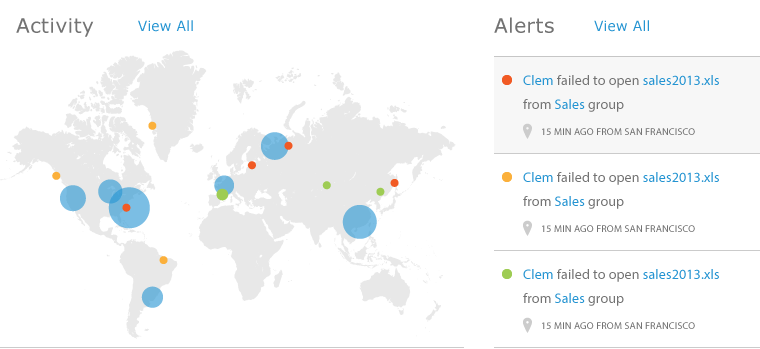 Activity View All
Alerts View All
Clem failed to open sales2013.xls
from Sales group
15 MIN AGO FROM SAN FRANCISCO
Clem failed to open sales2013.xls
from Sales group
15 MIN AGO FROM SAN FRANCISCO
Clem failed to open sales2013.xls
from Sales group
15 MIN AGO FROM SAN FRANCISCO